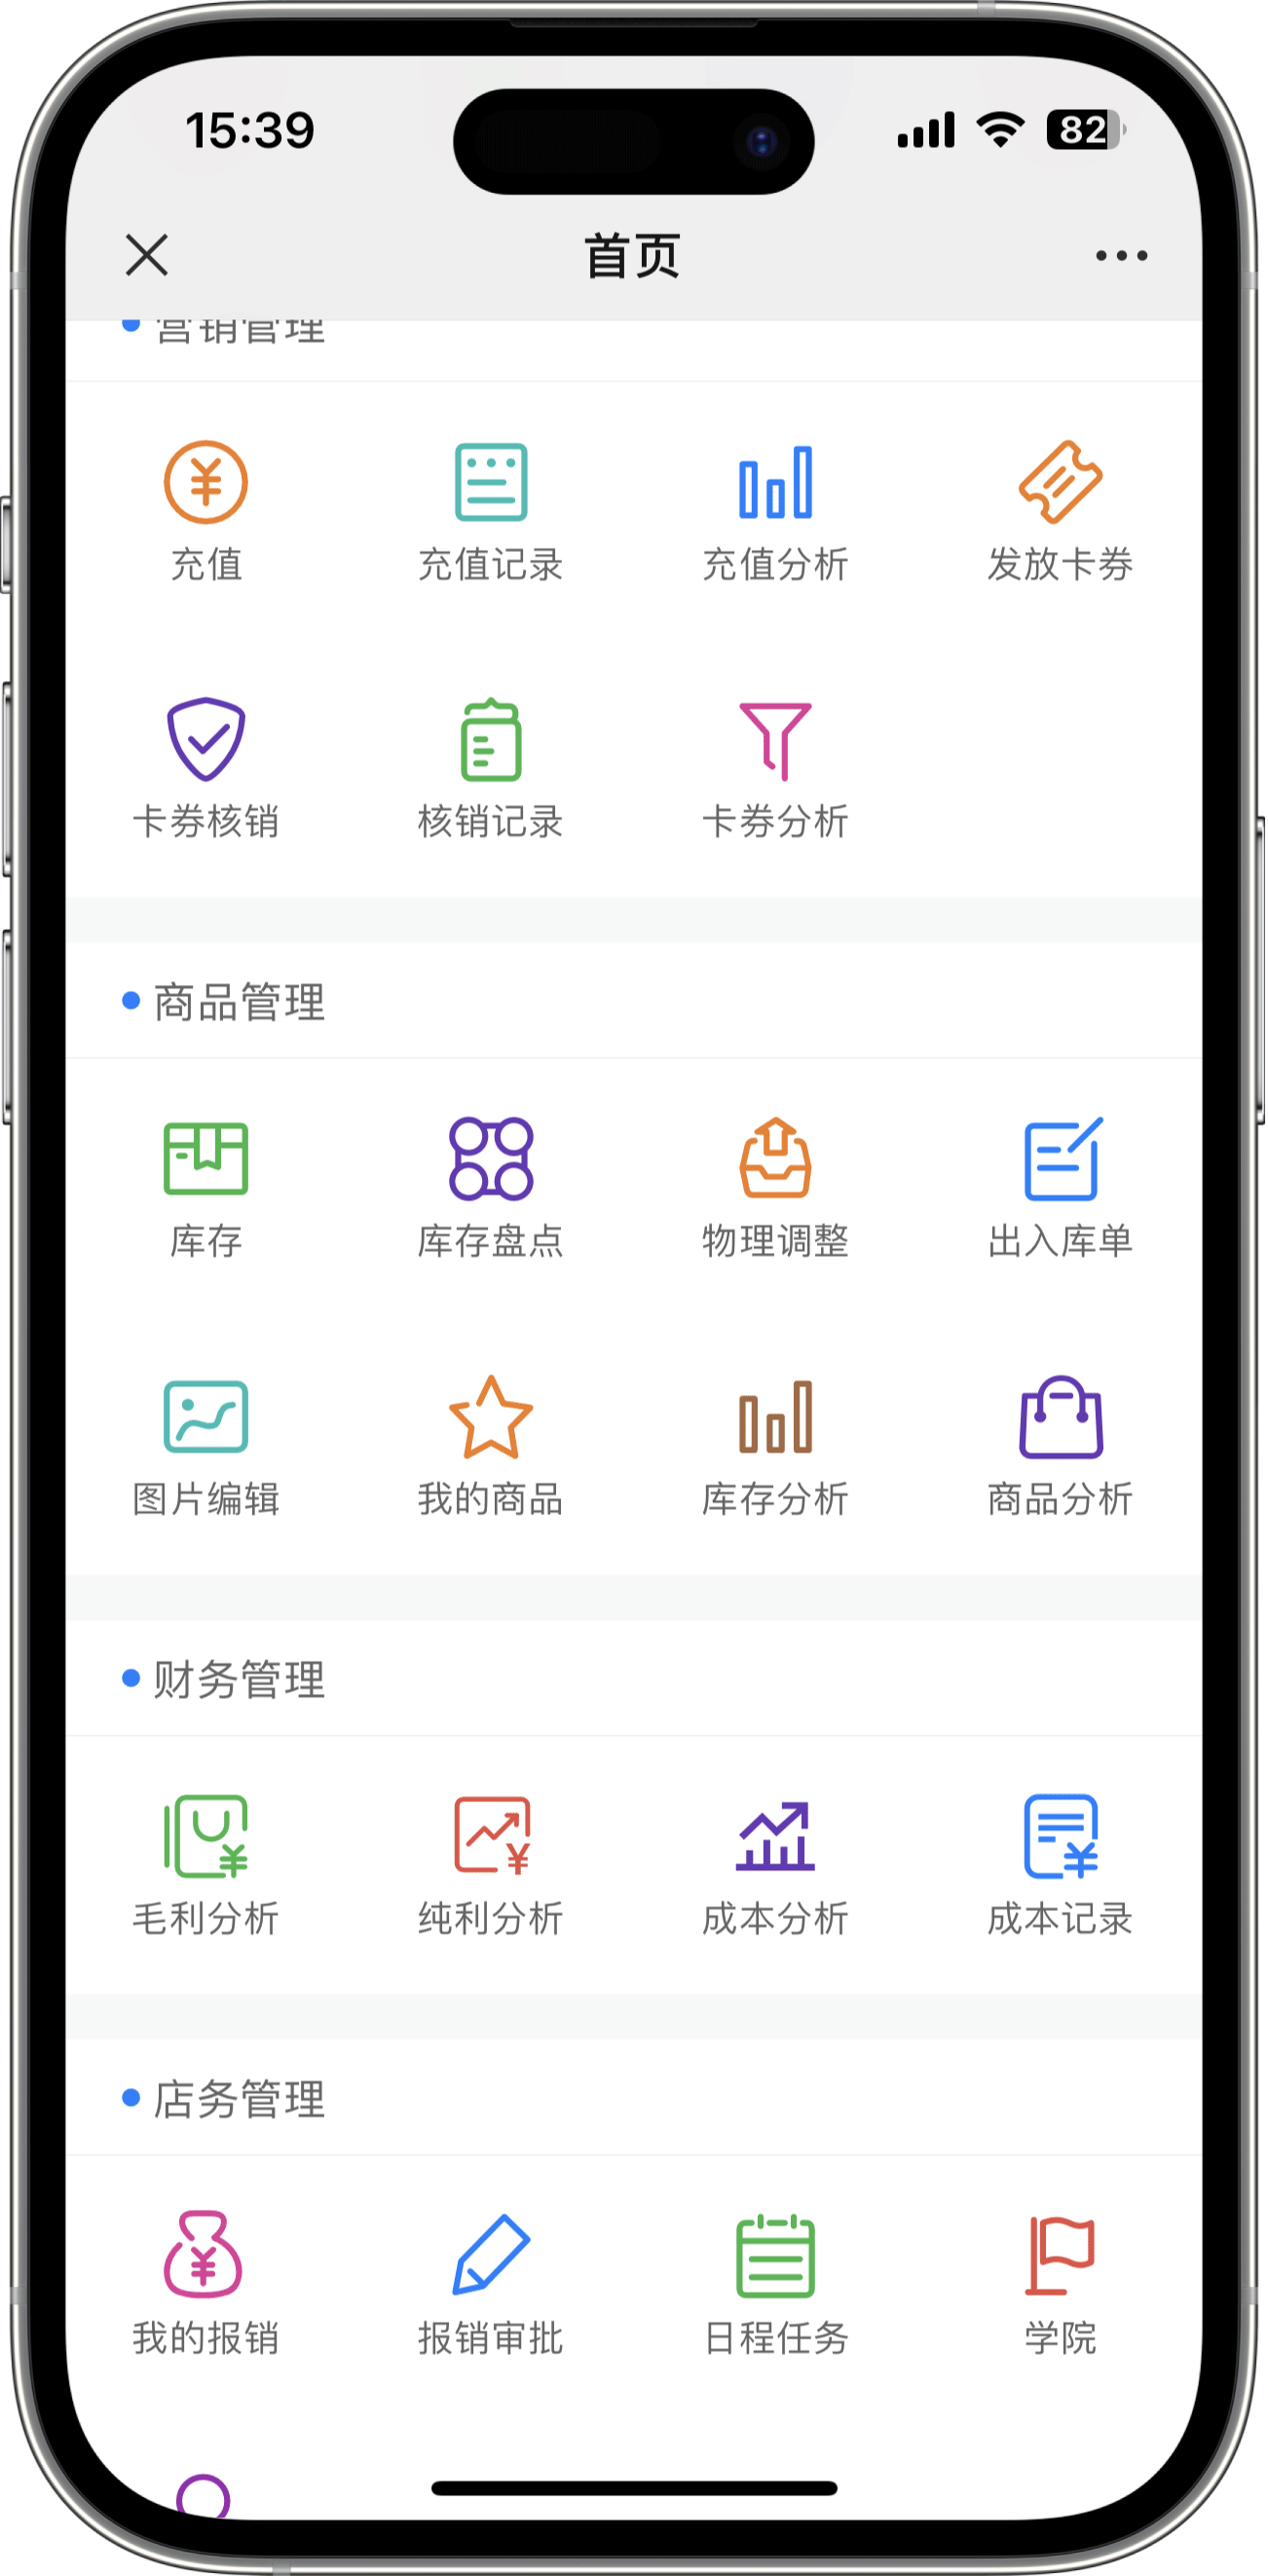 15:39
82
首页
营销管理
充值 充值记录 充值分析 发放卡券
卡券核销 核销记录 卡券分析
商品管理
库存 库存盘点 物理调整 出入库单
图片编辑 我的商品 库存分析 商品分析
财务管理
毛利分析 纯利分析 成本分析 成本记录
店务管理
我的报销 报销审批 日程任务 学院